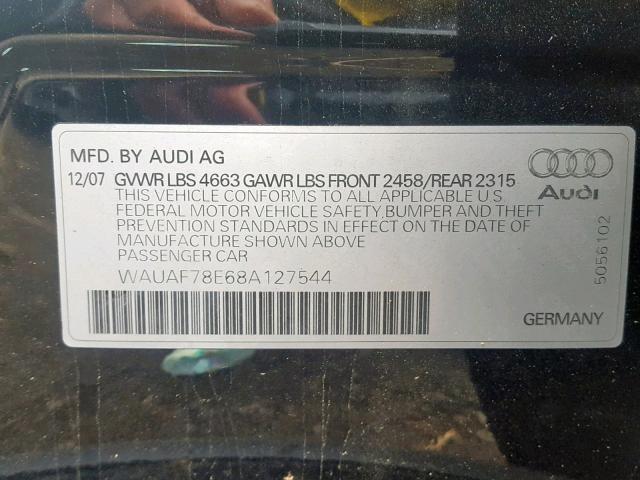 MFD. BY AUDI AG
12/07 GVWR LBS 4663 GAWR LBS FRONT 2458/REAR 2315
THIS VEHICLE CONFORMS TO ALL APPLICABLE U.S.
FEDERAL MOTOR VEHICLE SAFETY, BUMPER AND THEFT
PREVENTION STANDARDS IN EFFECT ON THE DATE OF
MANUFACTURE SHOWN ABOVE
PASSENGER CAR
WAUAF78E68A127544
Audi
5056102
GERMANY